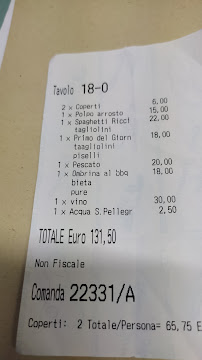 Tavolo 18-0
2 x Coperti 6,00
1 x Polpo arrosto 15,00
1 x Spaghetti Ricci 22,00
tagliolini
1 x Primo del Giorn 18,00
taagliolini
piselli
1 x Pescato 20,00
1 x Ombrina al bbq 18,00
bieta
pure
1 x vino 30,00
1 x Acqua S.Pellegr 2,50
TOTALE Euro 131,50
Non Fiscale
Comanda 22331/A
Coperti: 2 Totale/Persona= 65,75 E